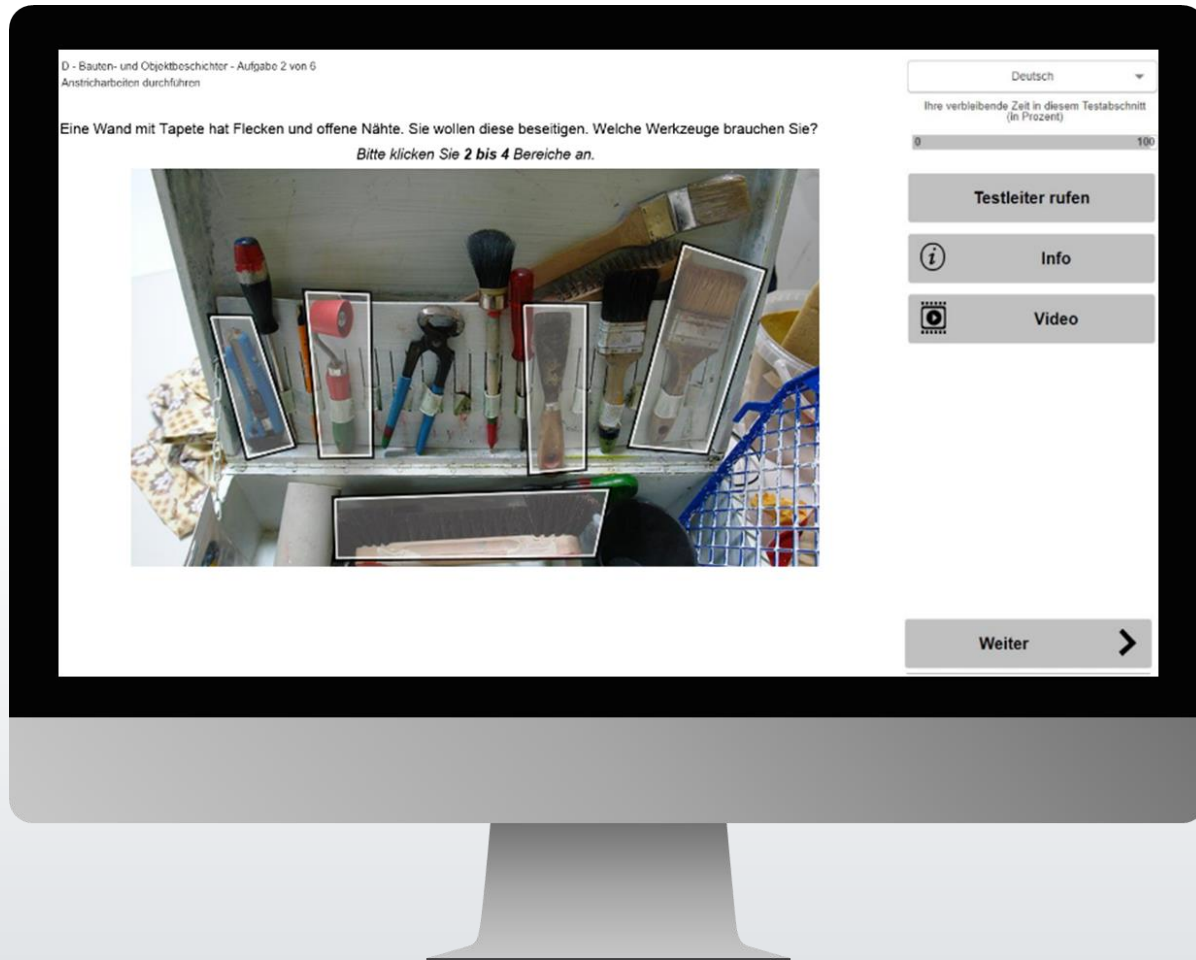 D - Bauten- und Objektbeschichter - Aufgabe 2 von 6
Anstricharbeiten durchführen
Eine Wand mit Tapete hat Flecken und offene Nähte. Sie wollen diese beseitigen. Welche Werkzeuge brauchen Sie?
Bitte klicken Sie 2 bis 4 Bereiche an.
Deutsch
Ihre verbleibende Zeit in diesem Testabschnitt
(in Prozent)
0 100
Testleiter rufen
Info
Video
Weiter